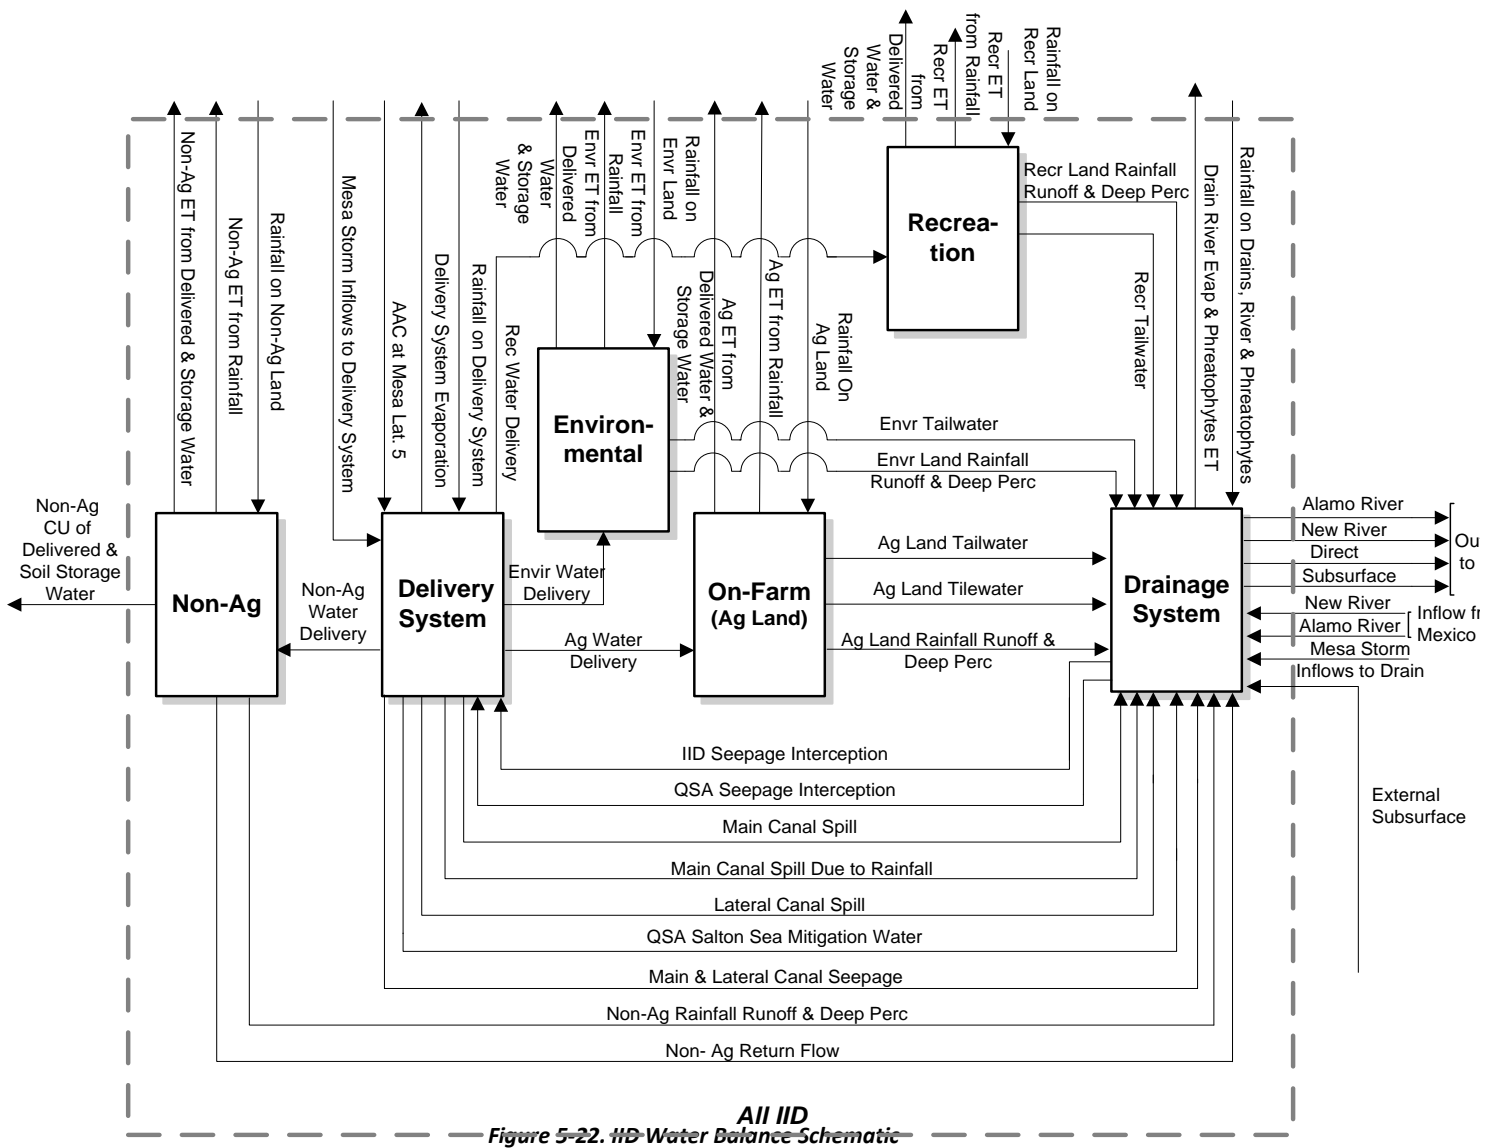 Rainfall on
Recr Land
Recr ET
from Rainfall
Recr ET
from
Delivered
Water &
Storage
Water
Non-Ag ET from Delivered & Storage Water
Non-Ag ET from Rainfall
Rainfall on Non-Ag Land
Mesa Storm Inflows to Delivery System
AAC at Mesa Lat. 5
Delivery System Evaporation
Rainfall on Delivery System
Rec Water Delivery
Envr ET from
Delivered
Water
& Storage
Water
Envr ET from
Rainfall
Rainfall on
Envr Land
Ag ET from
Delivered Water &
Storage Water
Ag ET from Rainfall
Rainfall On
Ag Land
Recrea-
tion
Recr Land Rainfall
Runoff & Deep Perc
Recr Tailwater
Drain River Evap & Phreatophytes ET
Rainfall on Drains, River & Phreatophytes
Environ-
mental
Envr Tailwater
Envr Land Rainfall
Runoff & Deep Perc
Non-Ag
CU of
Delivered &
Soil Storage
Water
Non-Ag
Non-Ag
Water
Delivery
Delivery
System
Envir Water
Delivery
Ag Water
Delivery
On-Farm
(Ag Land)
Ag Land Tailwater
Ag Land Tilewater
Ag Land Rainfall Runoff &
Deep Perc
Drainage
System
Alamo River
New River
Direct
Subsurface
Ou
to
New River
Alamo River
Inflow fr
Mexico
Mesa Storm
Inflows to Drain
External
Subsurface
IID Seepage Interception
QSA Seepage Interception
Main Canal Spill
Main Canal Spill Due to Rainfall
Lateral Canal Spill
QSA Salton Sea Mitigation Water
Main & Lateral Canal Seepage
Non-Ag Rainfall Runoff & Deep Perc
Non- Ag Return Flow
All IID
Figure 5-22. IID Water Balance Schematic